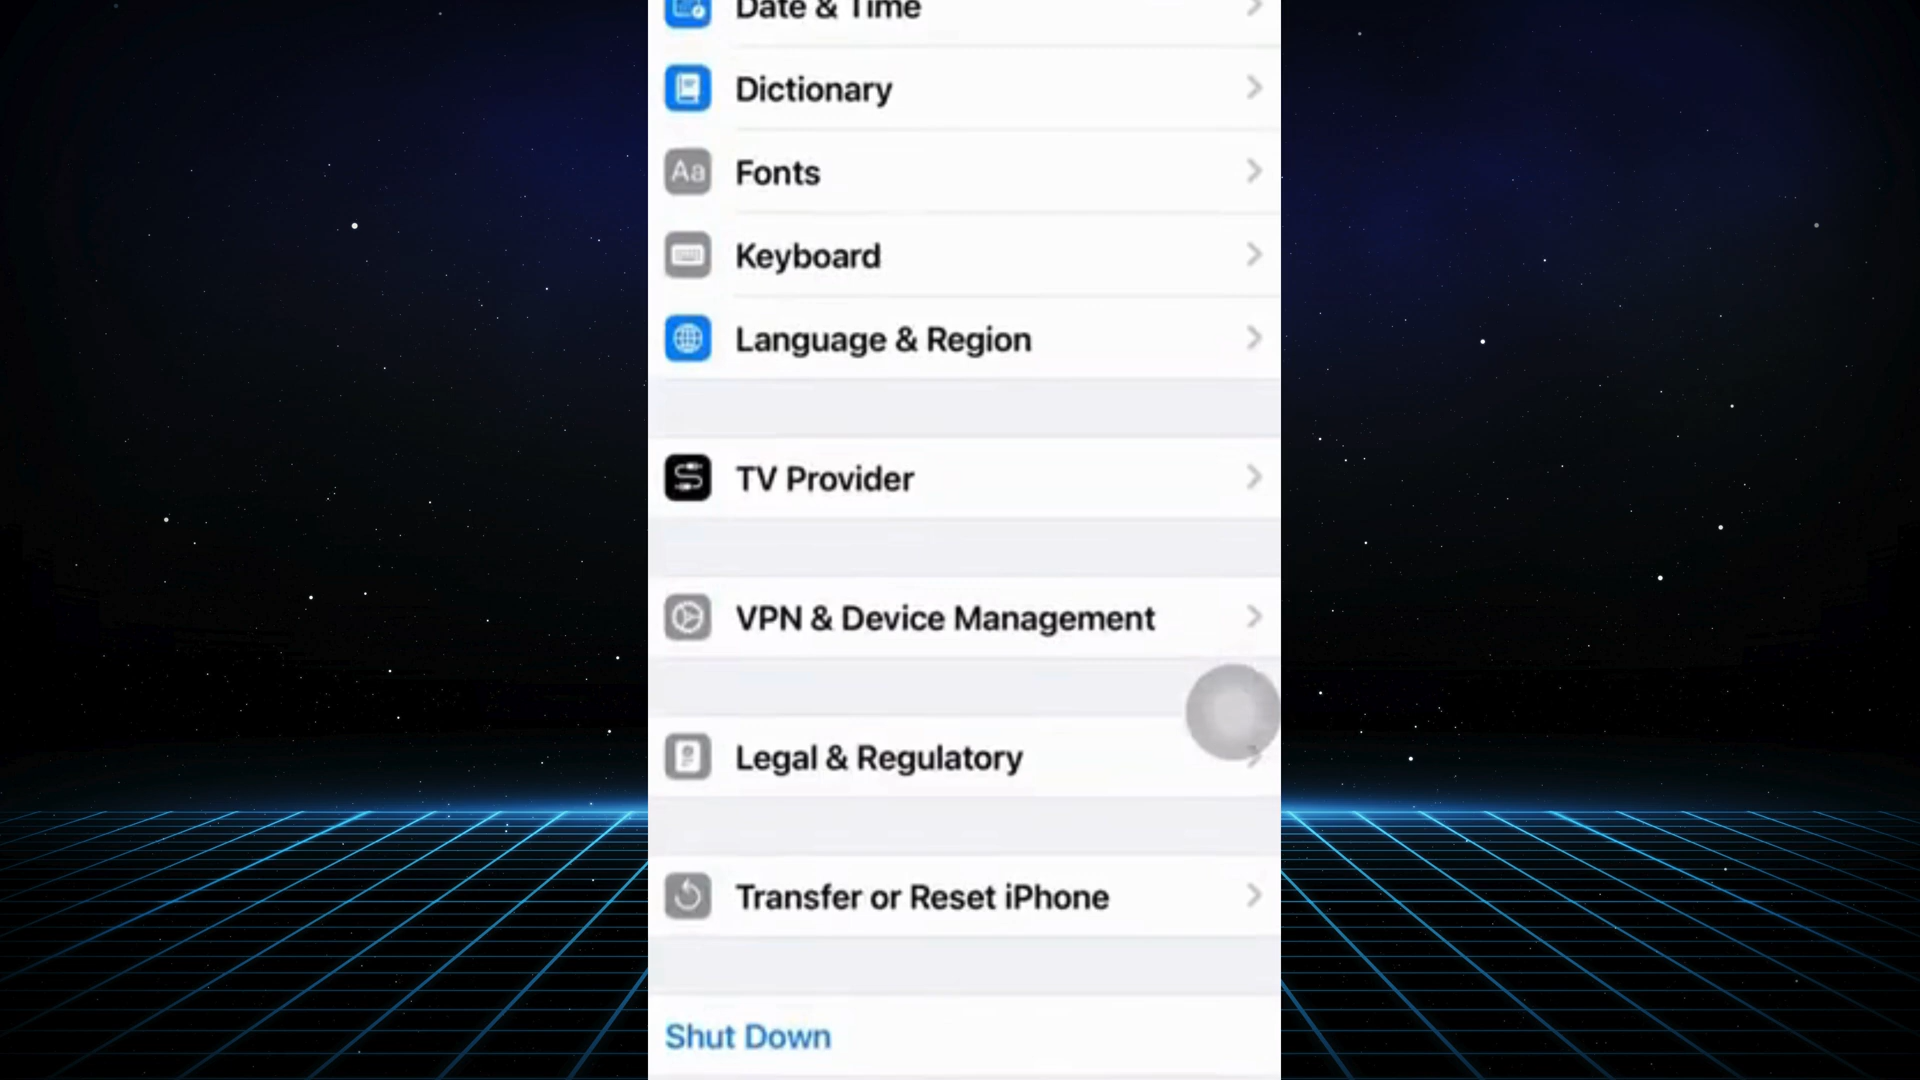 Date & Time
Dictionary
Aa
Fonts
Keyboard
Language & Region
TV Provider
VPN & Device Management
Legal & Regulatory
Transfer or Reset iPhone
Shut Down